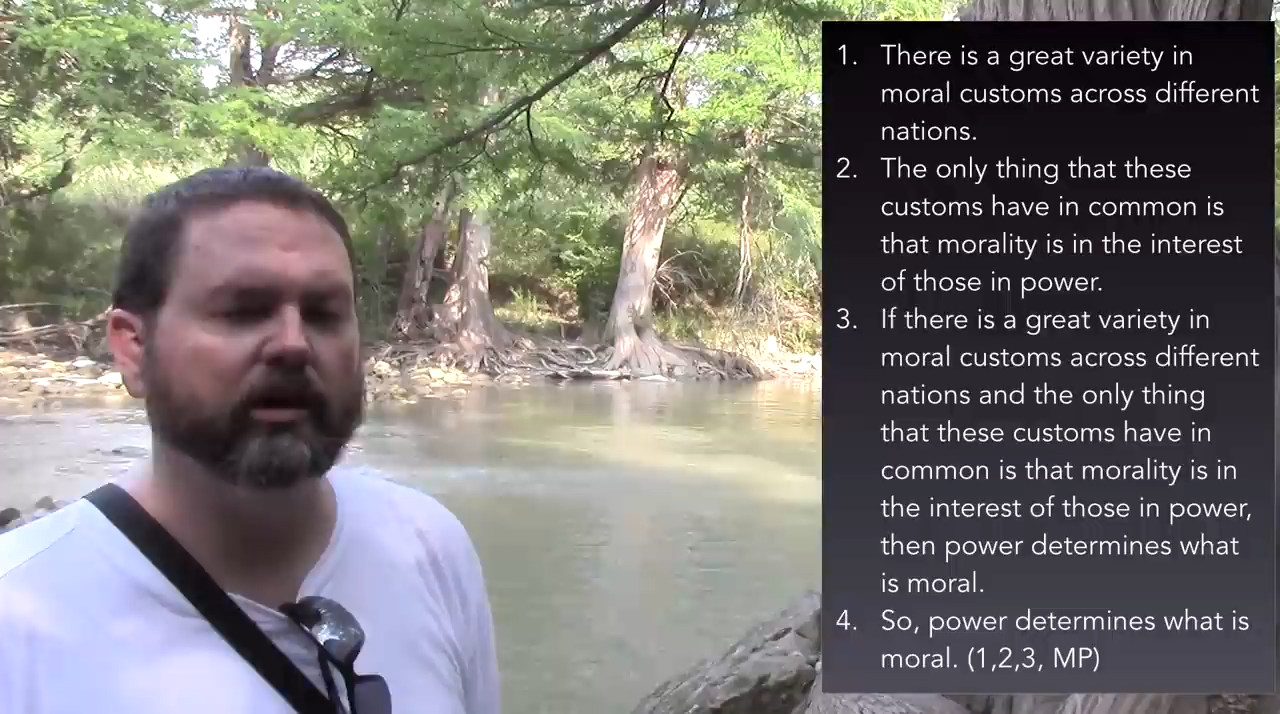 1. There is a great variety in
moral customs across different
nations.
2. The only thing that these
customs have in common is
that morality is in the interest
of those in power.
3. If there is a great variety in
moral customs across different
nations and the only thing
that these customs have in
common is that morality is in
the interest of those in power,
then power determines what
is moral.
4. So, power determines what is
moral. (1,2,3, MP)